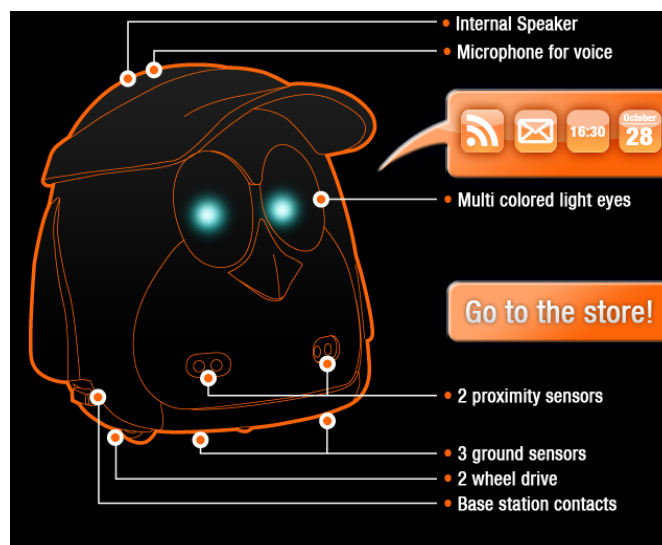 Internal Speaker
Microphone for voice
16:30
October
28
Multi colored light eyes
Go to the store!
2 proximity sensors
3 ground sensors
2 wheel drive
Base station contacts